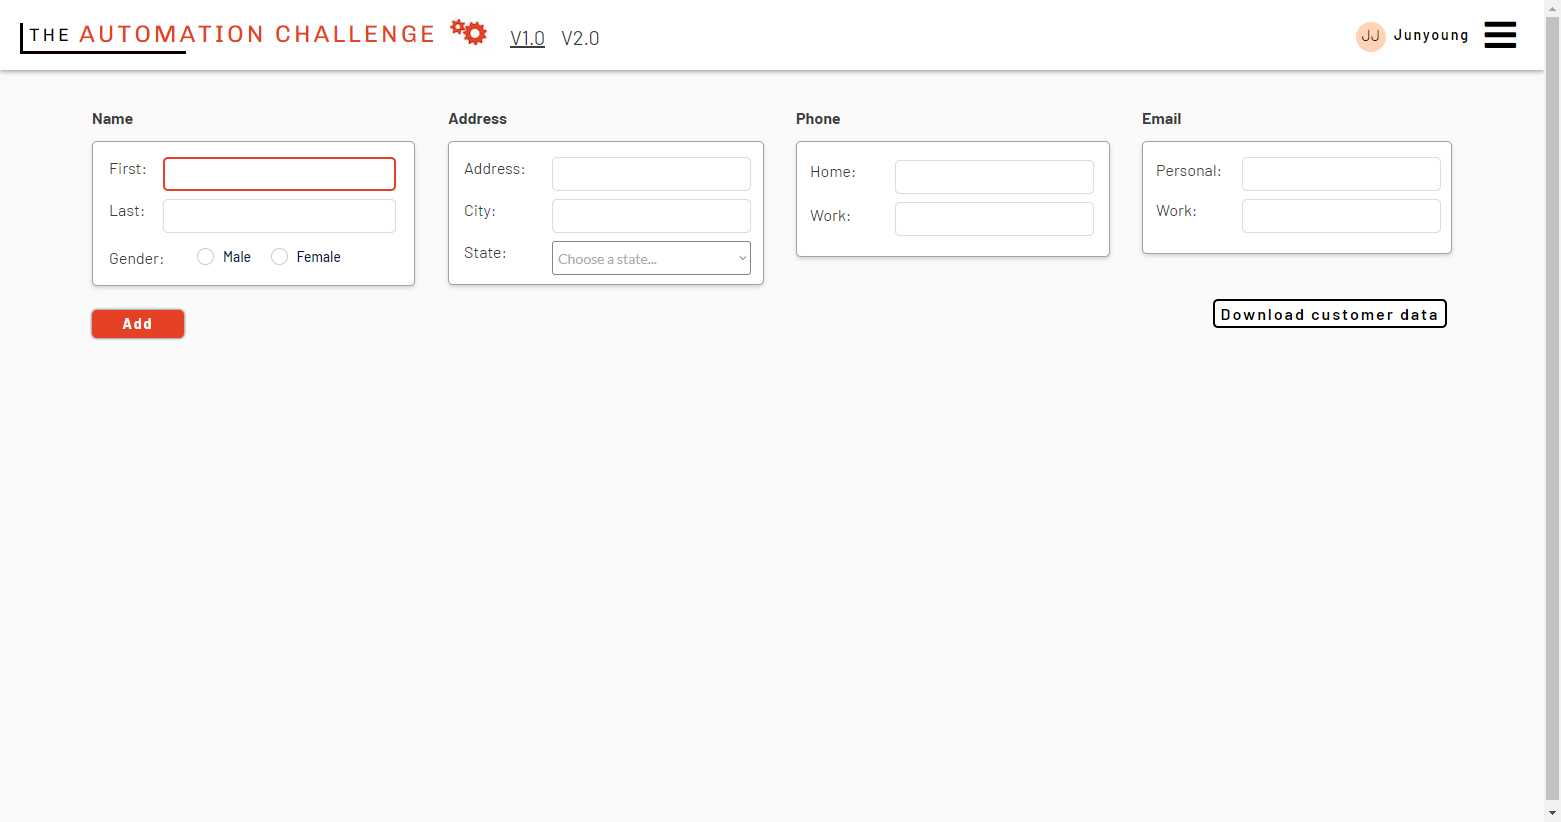 THE AUTOMATION CHALLENGE V1.0 V2.0 JJ Junyoung
Name Address Phone Email
First: Address: Home: Personal:
Last: City: Work: Work:
Gender: Male Female State: Choose a state...
Add Download customer data